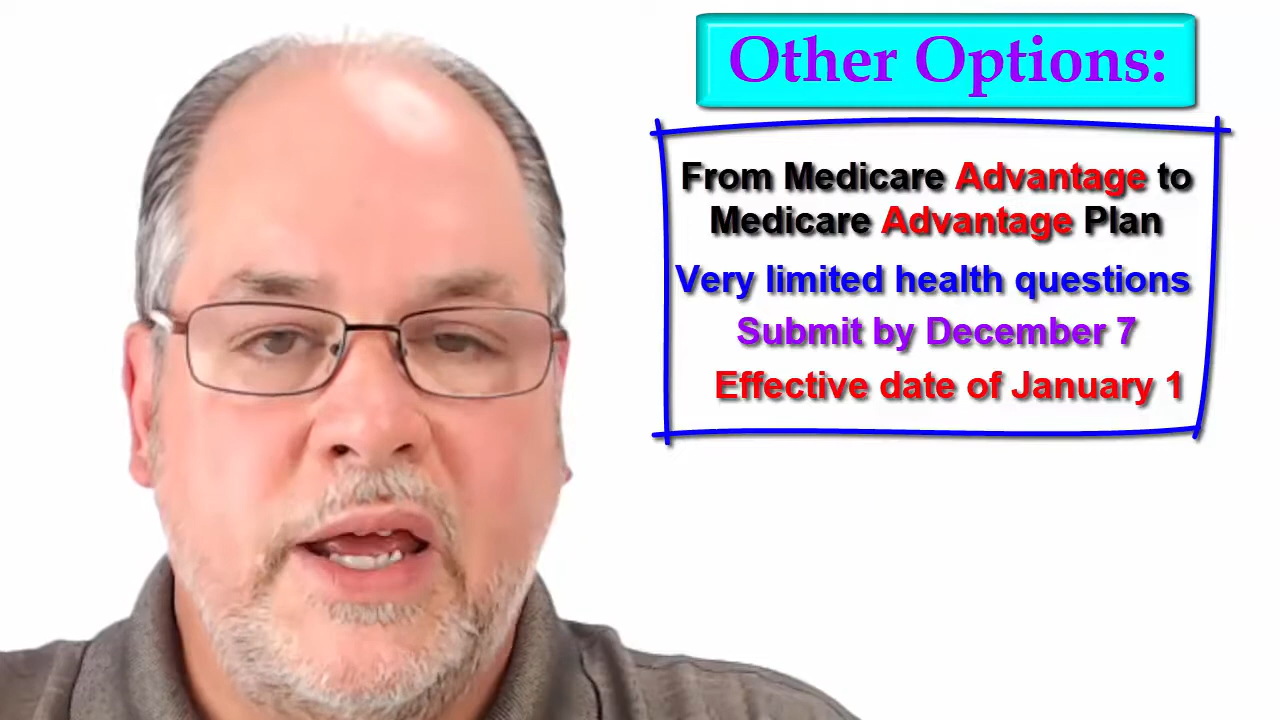 Other Options:
From Medicare Advantage to
Medicare Advantage Plan
Very limited health questions
Submit by December 7
Effective date of January 1